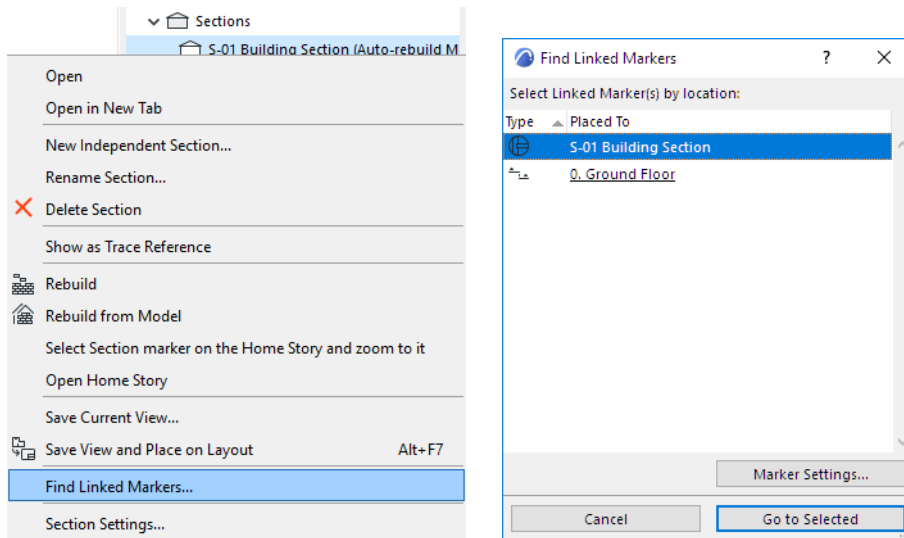 Sections
S-01 Building Section (Auto-rebuild M
Open
Open in New Tab
New Independent Section...
Rename Section...
Delete Section
Show as Trace Reference
Rebuild
Rebuild from Model
Select Section marker on the Home Story and zoom to it
Open Home Story
Save Current View...
Save View and Place on Layout Alt+F7
Find Linked Markers...
Section Settings...
Find Linked Markers ?
Select Linked Marker(s) by location:
Type Placed To
S-01 Building Section
0. Ground Floor
Marker Settings...
Cancel Go to Selected